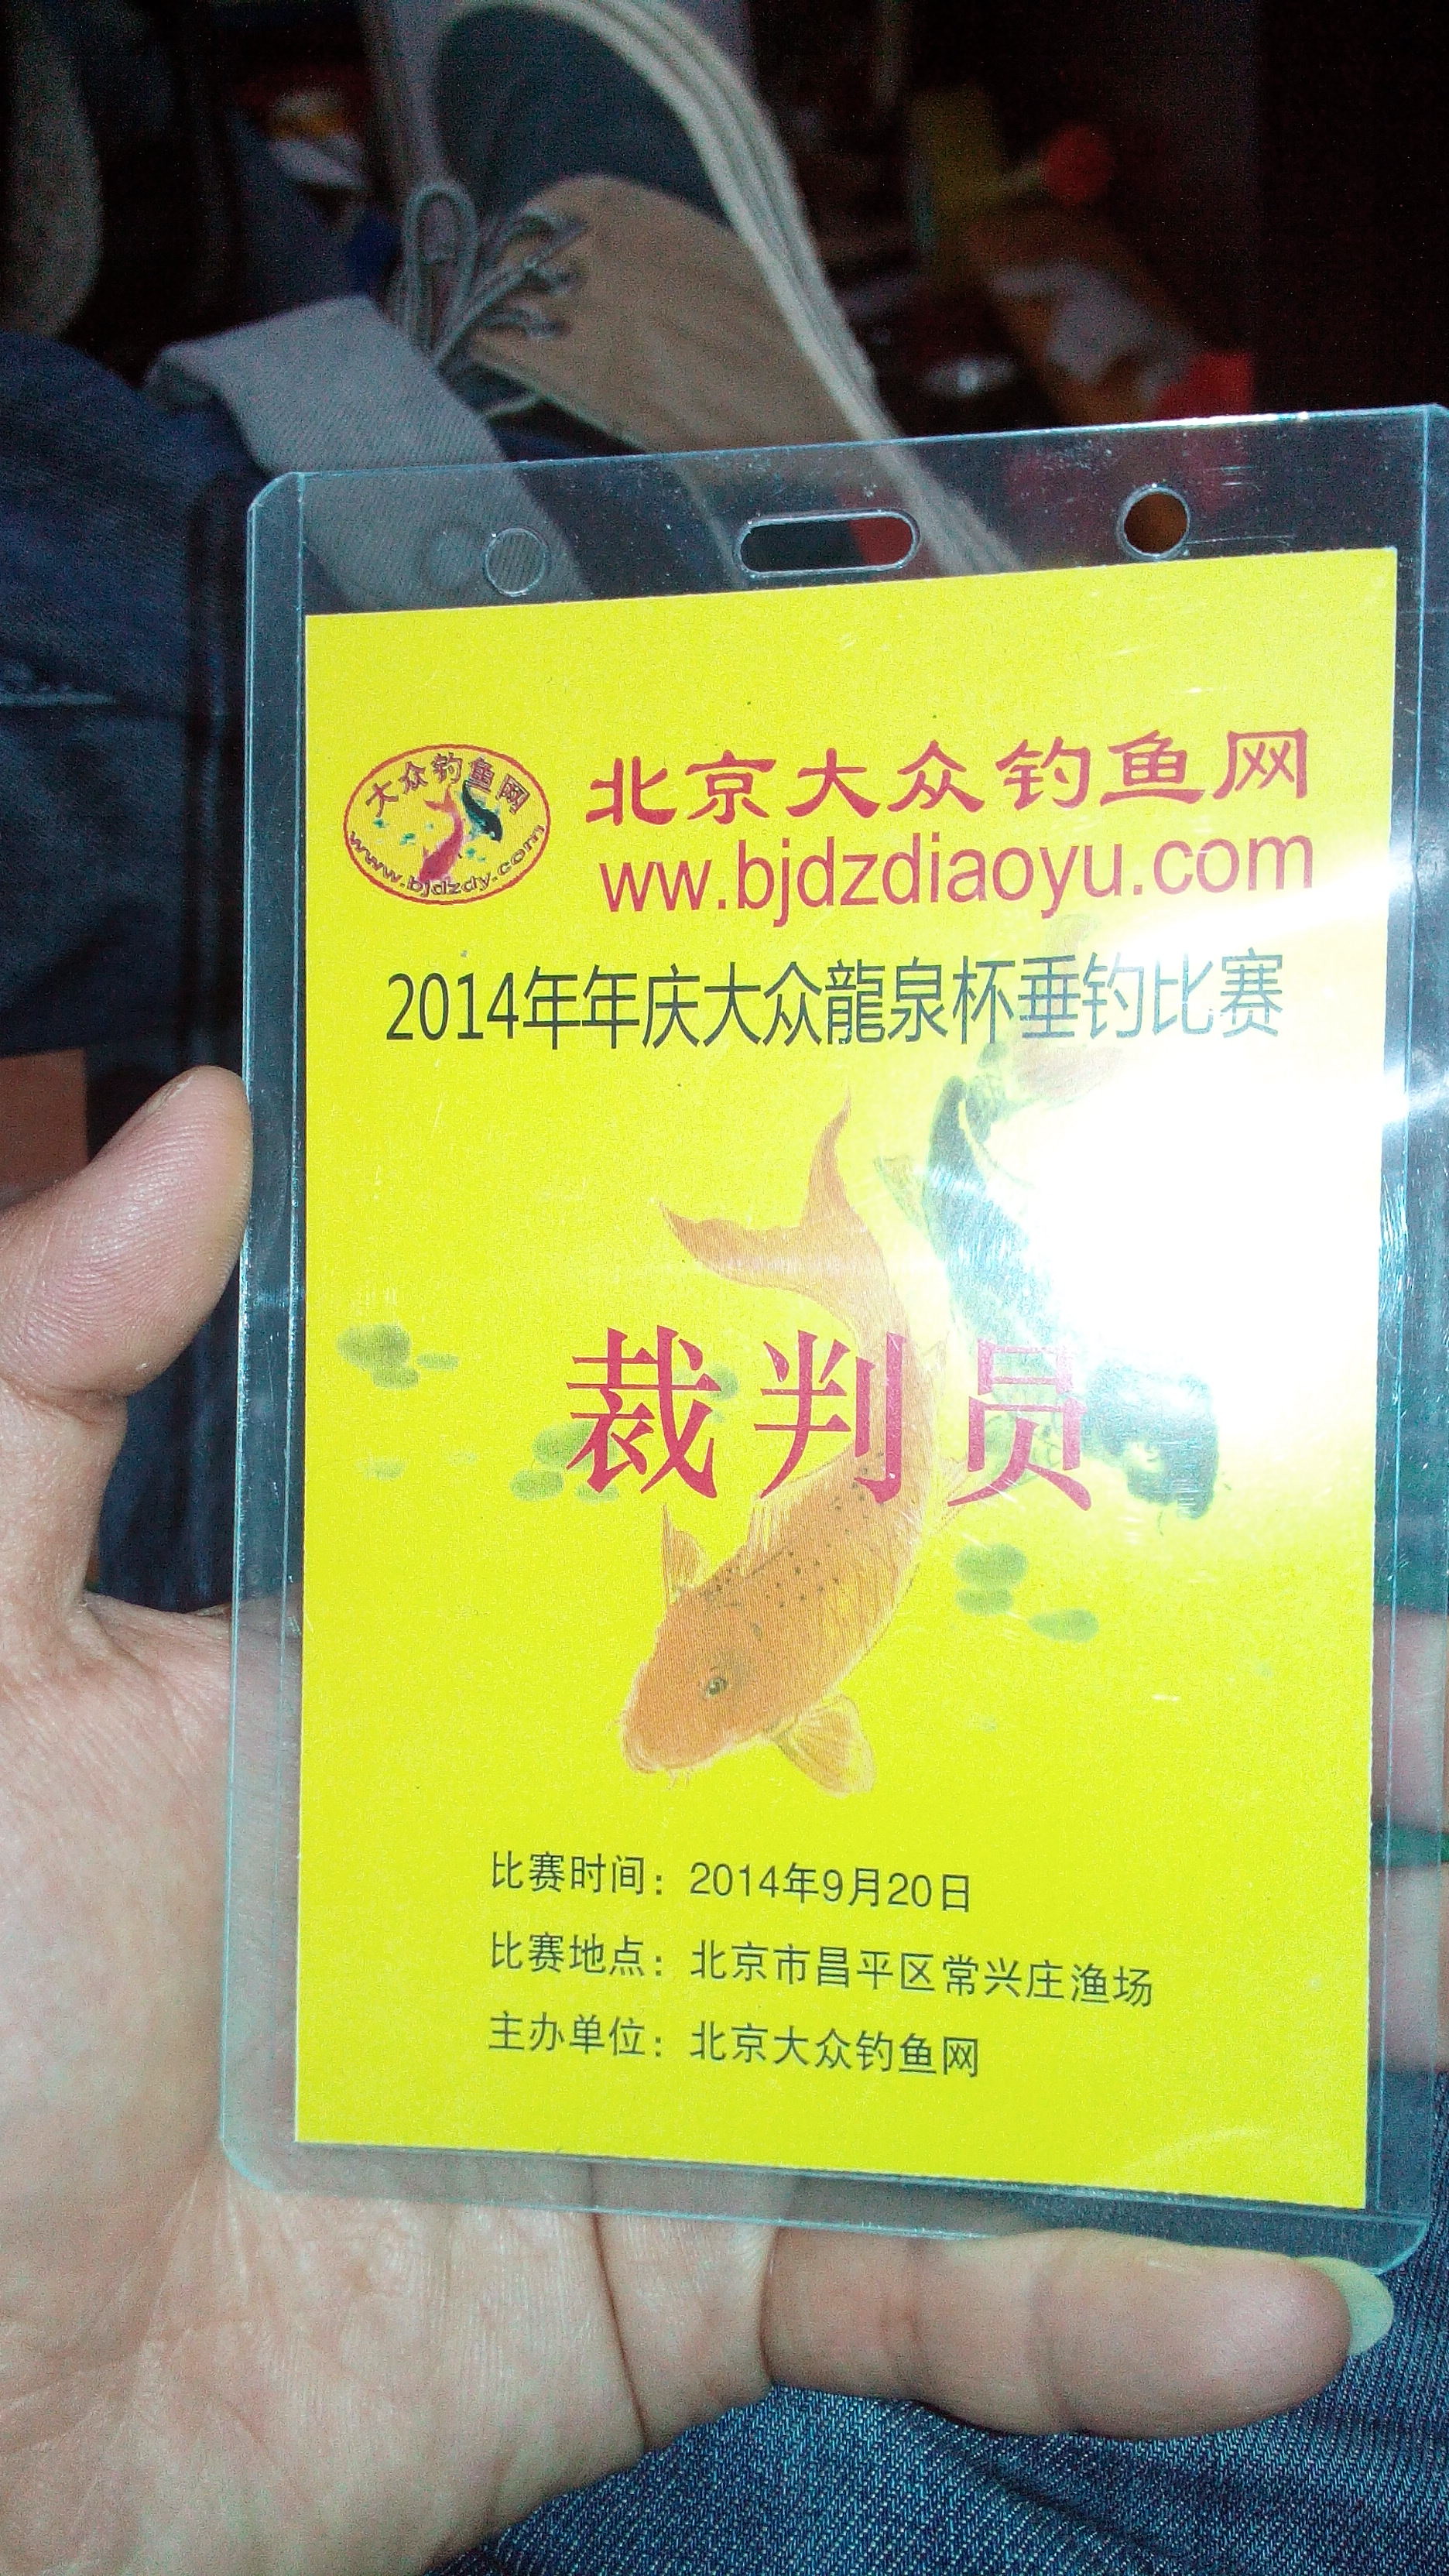 大众钓鱼网
www.bjdzdy.com
北京大众钓鱼网
ww.bjdzdiaoyu.com
2014年年庆大众龍泉杯垂钓比赛
裁判员
比赛时间：2014年9月20日
比赛地点：北京市昌平区常兴庄渔场
主办单位：北京大众钓鱼网